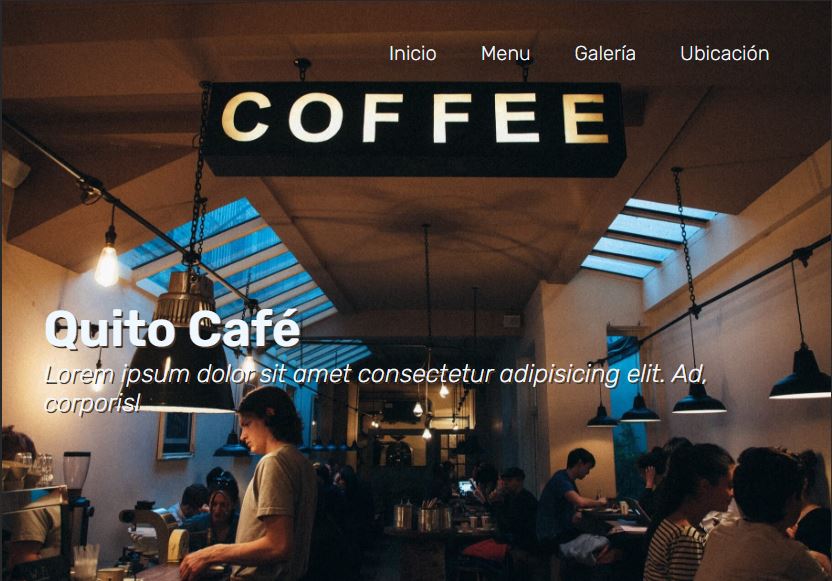 Inicio Menu Galería Ubicación
COFFEE
Quito Café
Lorem ipsum dolor sit amet consectetur adipisicing elit. Ad,
corporis!